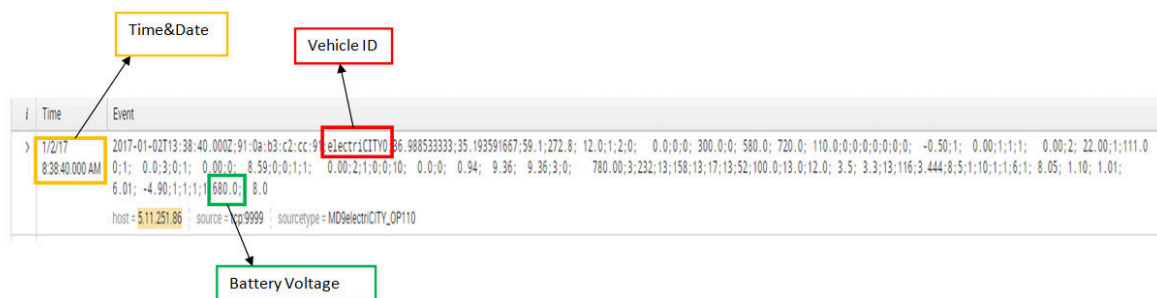 Time&Date
Vehicle ID
i Time Event
> 1/2/17 2017-01-02T13:38:40.000Z;91:0a:b3:c2:cc:91;electriCITY0;36.988533333;35.193591667;59.1;272.8; 12.0;1;2;0; 0.0;0;0; 300.0;0; 580.0; 720.0; 110.0;0;0;0;0;0;0;0; -0.50;1; 0.00;1;1;1; 0.00;2; 22.00;1;111.0
8:38:40.000 AM 0;1; 0.0;3;0;1; 0.00;0; 8.59;0;0;1;1; 0.00;2;1;0;0;10; 0.0;0; 0.94; 9.36; 9.36;3;0; 780.00;3;232;13;158;13;17;13;52;100.0;13.0;12.0; 3.5; 3.3;13;116;3.444;8;5;1;10;1;1;6;1; 8.05; 1.10; 1.01;
6.01; -4.90;1;1;1;1;680.0; 8.0
host = 5.11.251.86 source = tcp:9999 sourcetype = MD9electriCITY_OP110
Battery Voltage